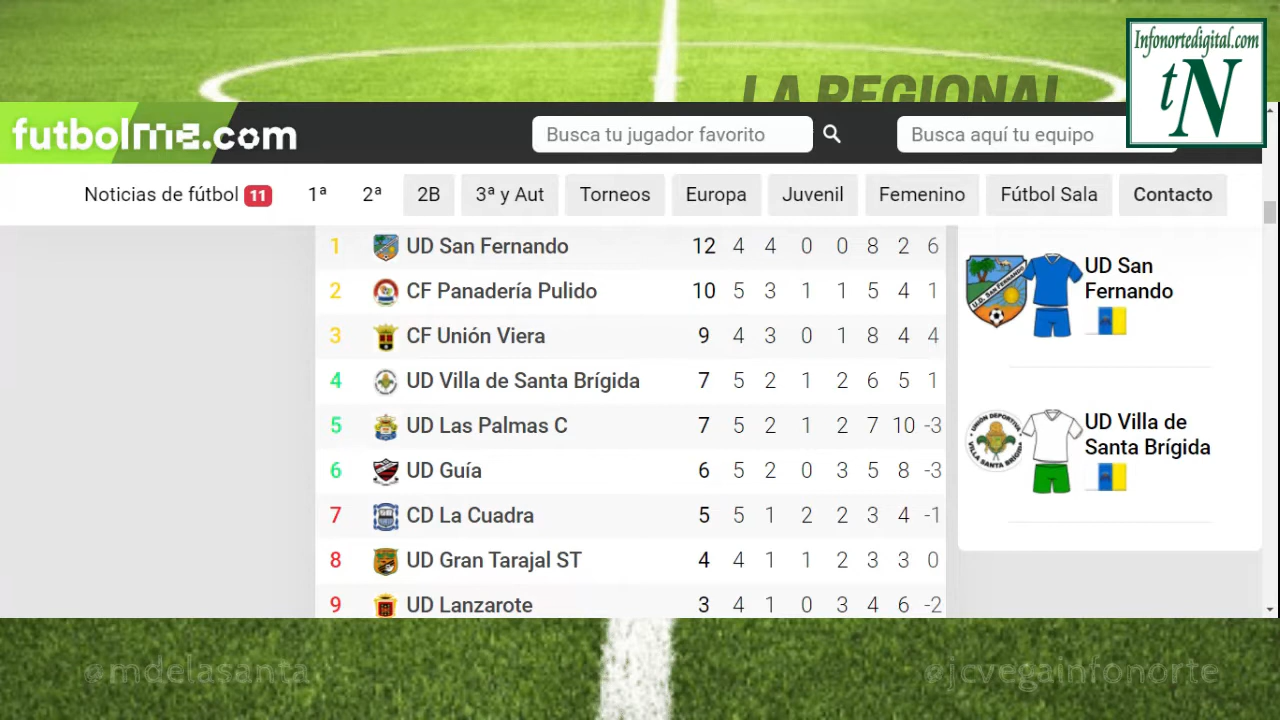 LA REGIONAL
Infonortedigital.com
tN
futbolme.com
Busca tu jugador favorito
Busca aquí tu equipo
Noticias de fútbol 11 1ª 2ª 2B 3ª y Aut Torneos Europa Juvenil Femenino Fútbol Sala Contacto
1 UD San Fernando 12 4 4 0 0 8 2 6
2 CF Panadería Pulido 10 5 3 1 1 5 4 1
3 CF Unión Viera 9 4 3 0 1 8 4 4
4 UD Villa de Santa Brígida 7 5 2 1 2 6 5 1
5 UD Las Palmas C 7 5 2 1 2 7 10 -3
6 UD Guía 6 5 2 0 3 5 8 -3
7 CD La Cuadra 5 5 1 2 2 3 4 -1
8 UD Gran Tarajal ST 4 4 1 1 2 3 3 0
9 UD Lanzarote 3 4 1 0 3 4 6 -2
U.D. SAN FERNANDO
UD San
Fernando
UNIÓN DEPORTIVA
VILLA SANTA BRÍGIDA
UD Villa de
Santa Brígida
@mdelasanta
@jcvegainfonorte